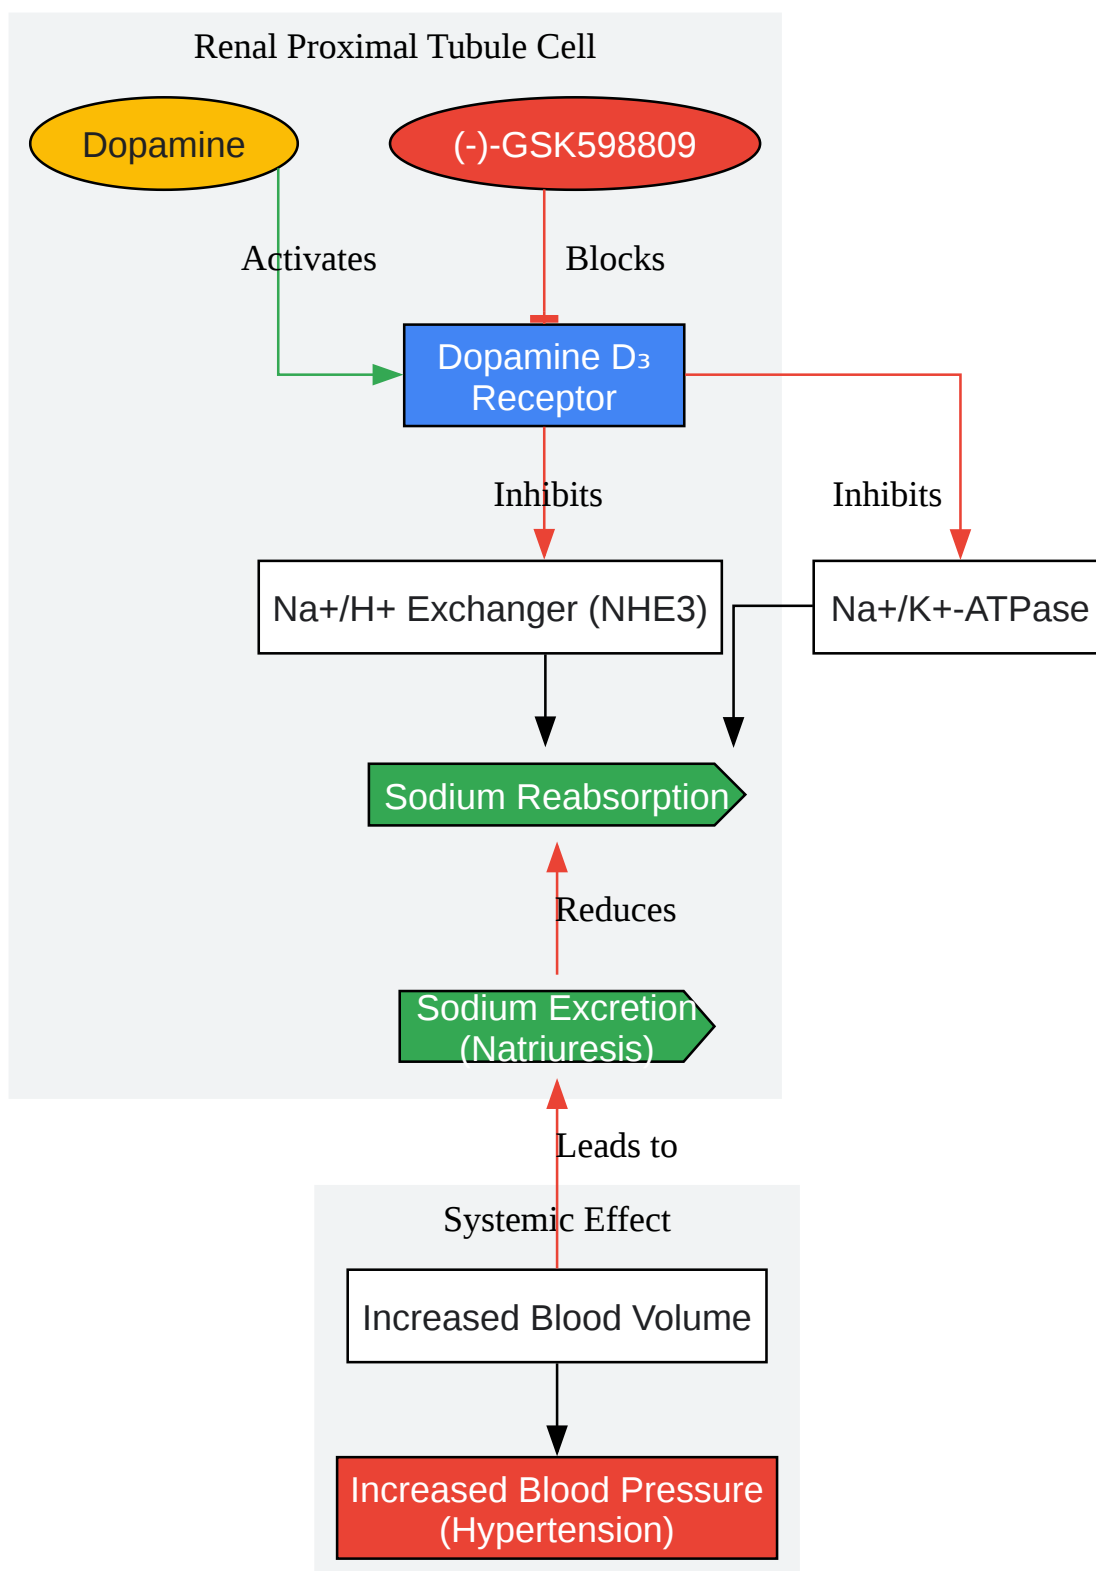 Renal Proximal Tubule Cell
Dopamine
(-)-GSK598809
Activates
Blocks
Dopamine D₃
Receptor
Inhibits
Inhibits
Na+/H+ Exchanger (NHE3)
Na+/K+-ATPase
Sodium Reabsorption
Reduces
Sodium Excretion
(Natriuresis)
Leads to
Systemic Effect
Increased Blood Volume
Increased Blood Pressure
(Hypertension)